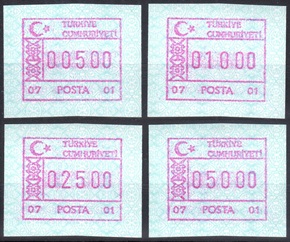 TÜRKİYE
CUMHURİYETİ
00500
07 POSTA 01
TÜRKİYE
CUMHURİYETİ
01000
07 POSTA 01
TÜRKİYE
CUMHURİYETİ
02500
07 POSTA 01
TÜRKİYE
CUMHURİYETİ
05000
07 POSTA 01